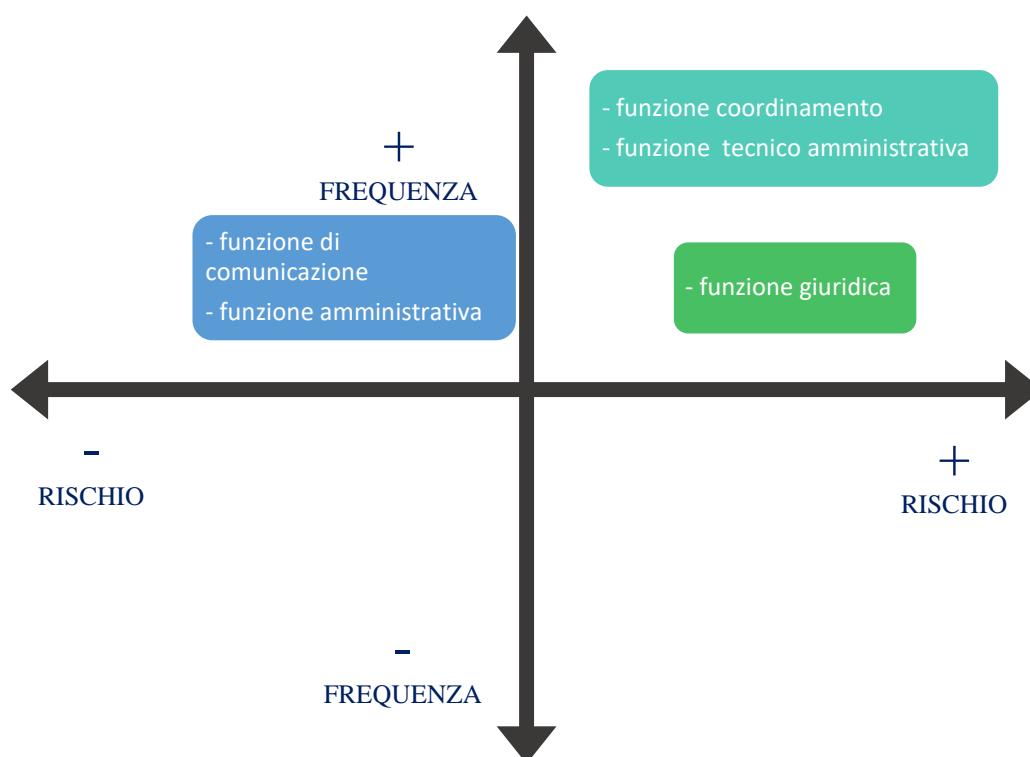 - funzione coordinamento
- funzione tecnico amministrativa
+
FREQUENZA
- funzione di
comunicazione
- funzione amministrativa
- funzione giuridica
-
RISCHIO
+
RISCHIO
-
FREQUENZA